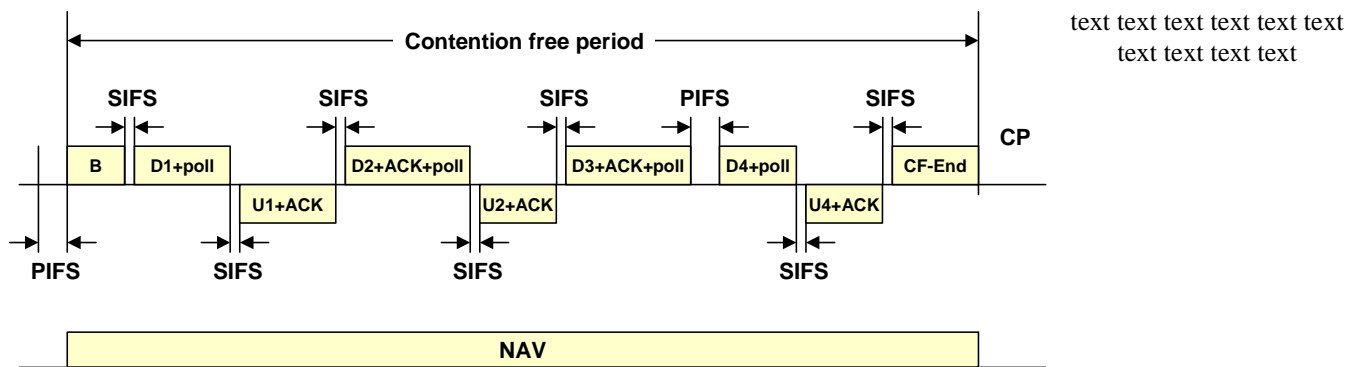 Contention free period
text text text text text text
text text text text
SIFS SIFS SIFS PIFS SIFS
CP
B D1+poll D2+ACK+poll D3+ACK+poll D4+poll CF-End
U1+ACK U2+ACK U4+ACK
PIFS SIFS SIFS SIFS
NAV